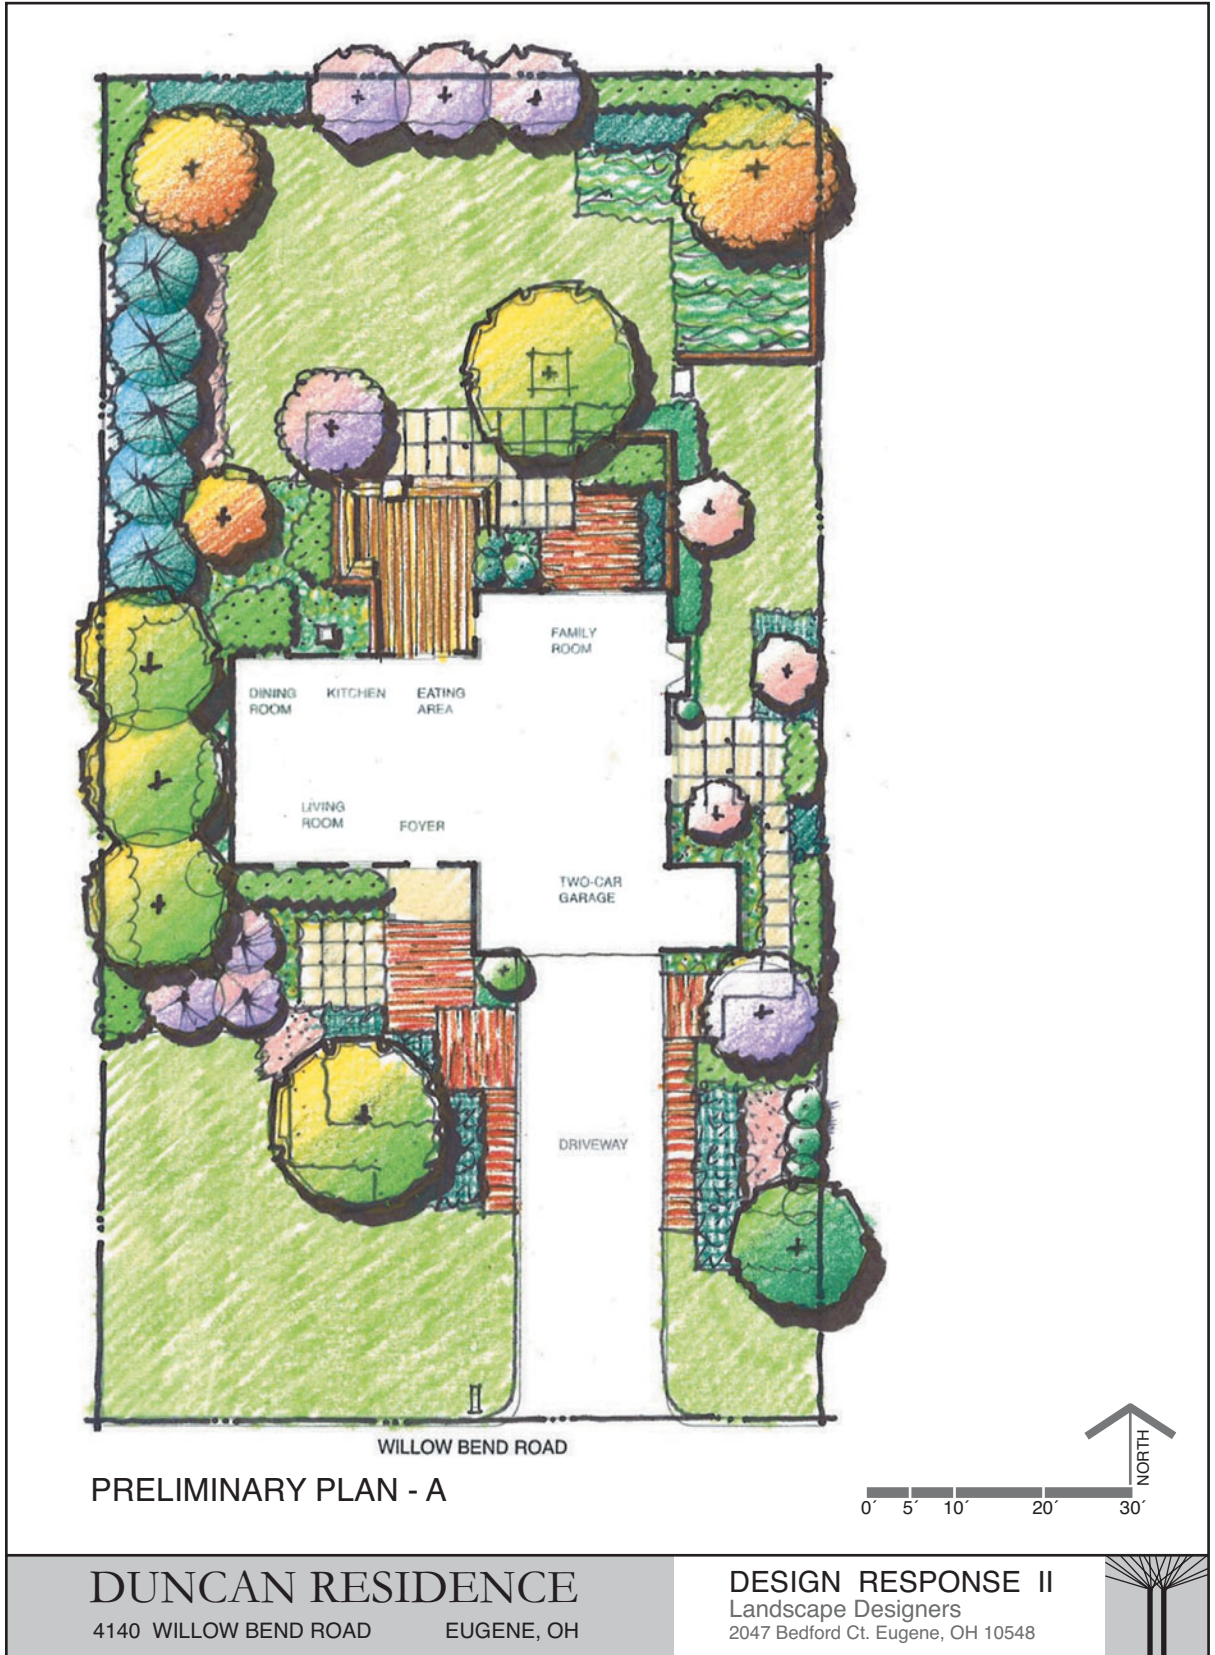 FAMILY
ROOM
DINING
ROOM
KITCHEN
EATING
AREA
LIVING
ROOM
FOYER
TWO-CAR
GARAGE
DRIVEWAY
WILLOW BEND ROAD
PRELIMINARY PLAN - A
NORTH
0´ 5´ 10´ 20´ 30´
DUNCAN RESIDENCE
4140 WILLOW BEND ROAD EUGENE, OH
DESIGN RESPONSE II
Landscape Designers
2047 Bedford Ct. Eugene, OH 10548